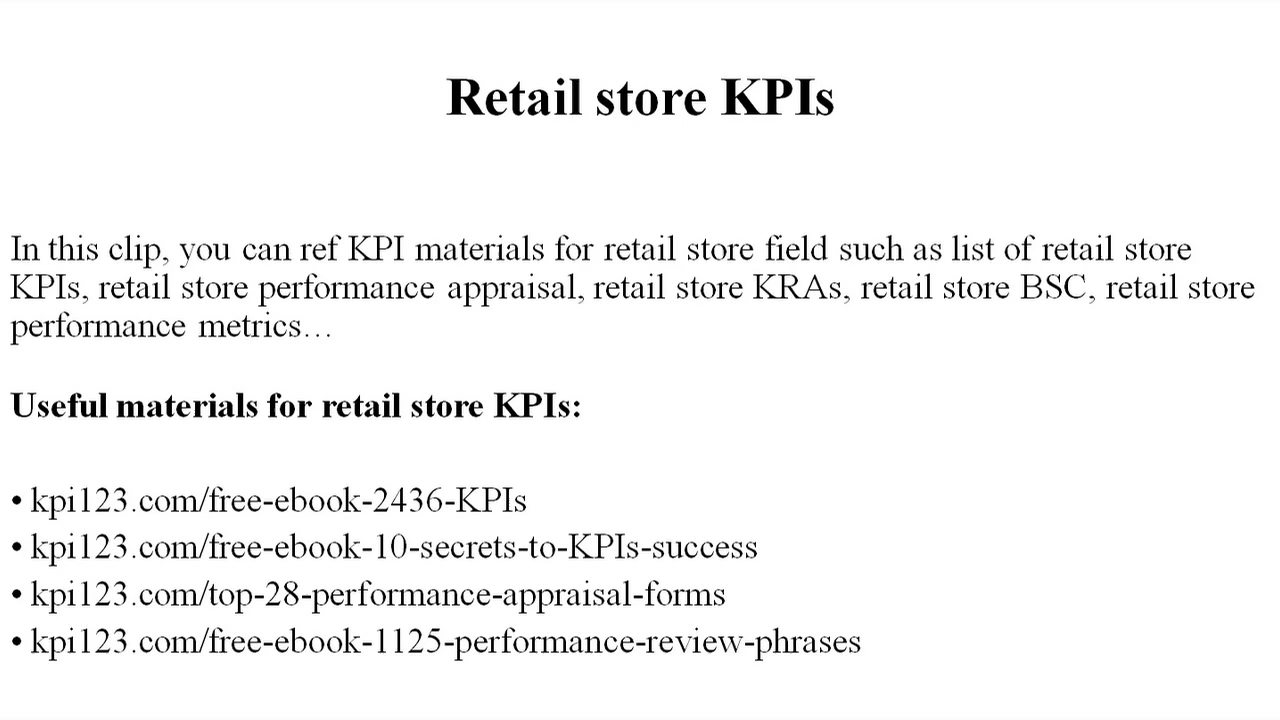 Retail store KPIs
In this clip, you can ref KPI materials for retail store field such as list of retail store
KPIs, retail store performance appraisal, retail store KRAs, retail store BSC, retail store
performance metrics…
Useful materials for retail store KPIs:
• kpi123.com/free-ebook-2436-KPIs
• kpi123.com/free-ebook-10-secrets-to-KPIs-success
• kpi123.com/top-28-performance-appraisal-forms
• kpi123.com/free-ebook-1125-performance-review-phrases